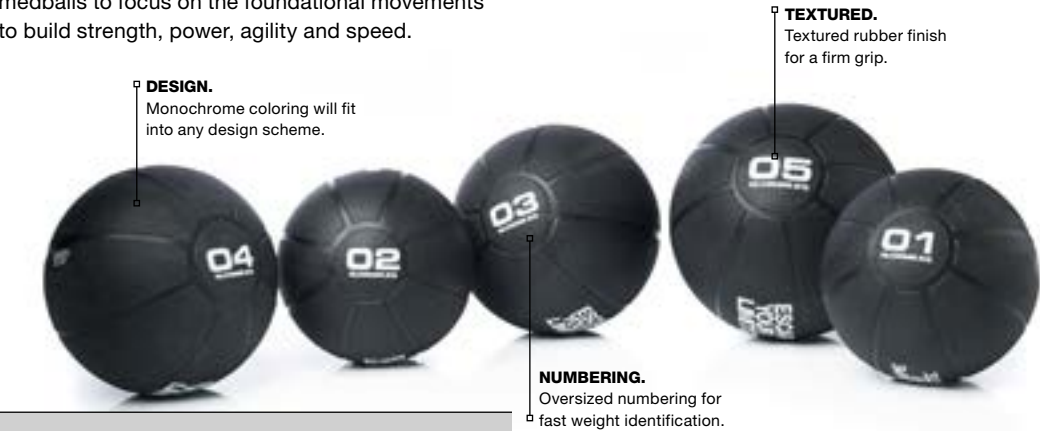 medballs to focus on the foundational movements
to build strength, power, agility and speed.
TEXTURED.
Textured rubber finish
for a firm grip.
DESIGN.
Monochrome coloring will fit
into any design scheme.
04
02
03
05
01
NUMBERING.
Oversized numbering for
fast weight identification.